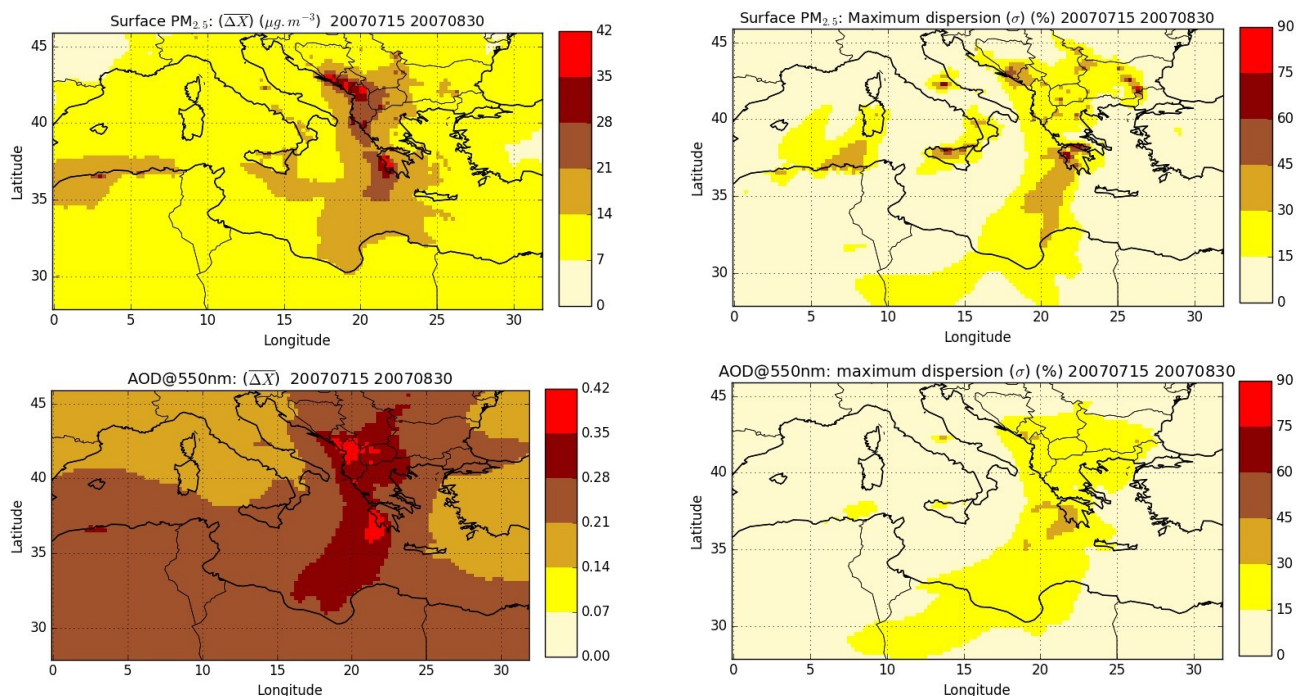 Surface PM2.5: (ΔX) (μg.m−3) 20070715 20070830
46
45
40
35
30
Latitude
0 5 10 15 20 25 30
Longitude
42
35
28
21
14
7
0
Surface PM2.5: Maximum dispersion (σ) (%) 20070715 20070830
45
40
35
30
Latitude
0 5 10 15 20 25 30
Longitude
90
75
60
45
30
15
0
AOD@550nm: (ΔX) 20070715 20070830
45
40
35
30
Latitude
0 5 10 15 20 25 30
Longitude
0.42
0.35
0.28
0.21
0.14
0.07
0.00
AOD@550nm: maximum dispersion (σ) (%) 20070715 20070830
45
40
35
30
Latitude
0 5 10 15 20 25 30
Longitude
90
75
60
45
30
15
0